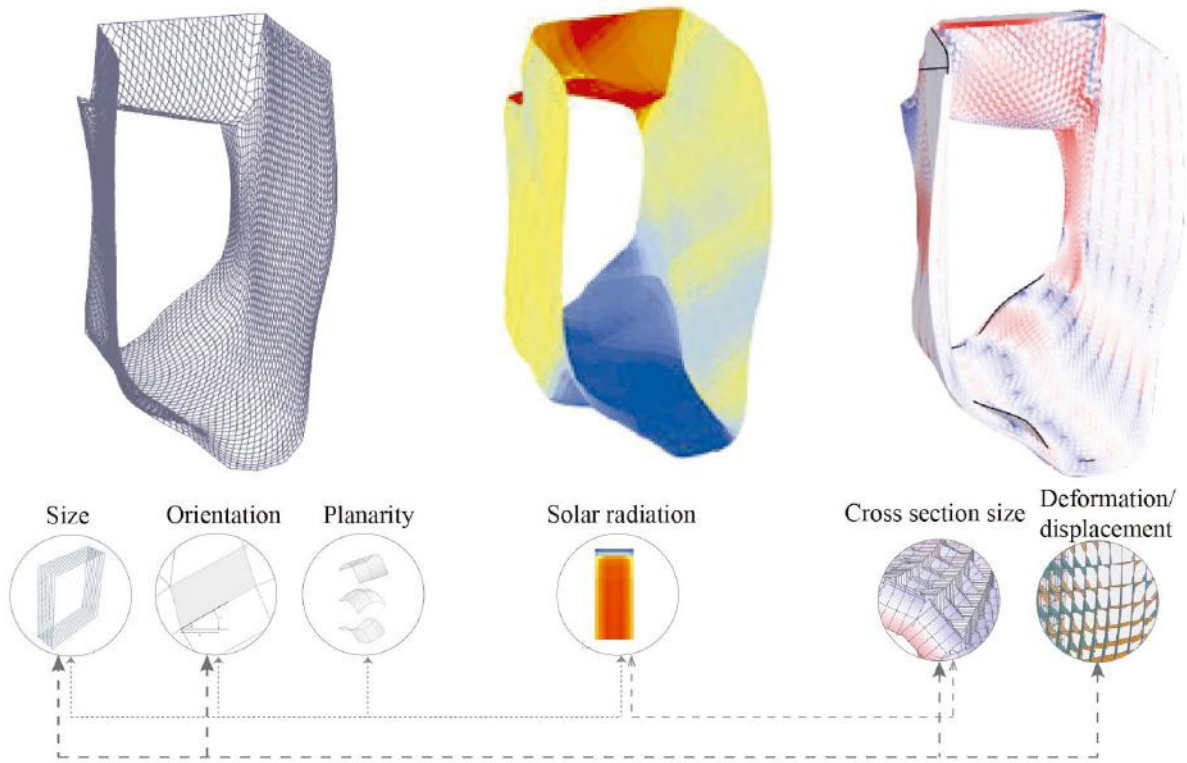 Size
Orientation
Planarity
Solar radiation
Cross section size
Deformation/
displacement